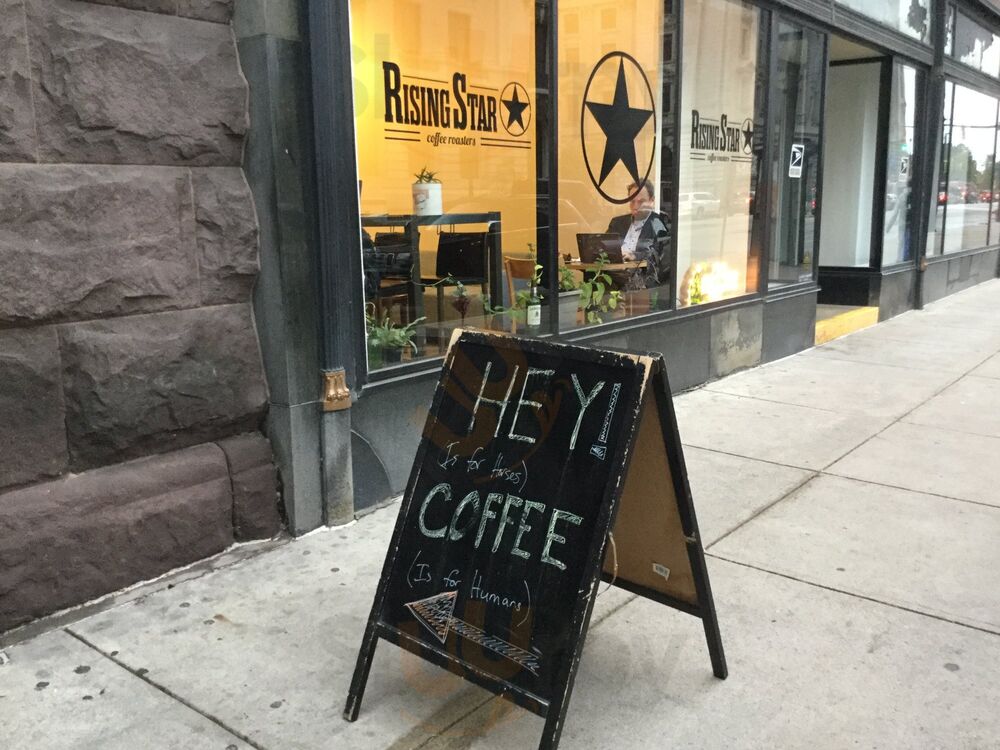 RISING STAR
coffee roasters
RISING STAR
coffee roasters
HEY!
Is for Horses)
COFFEE
(Is for Humans)